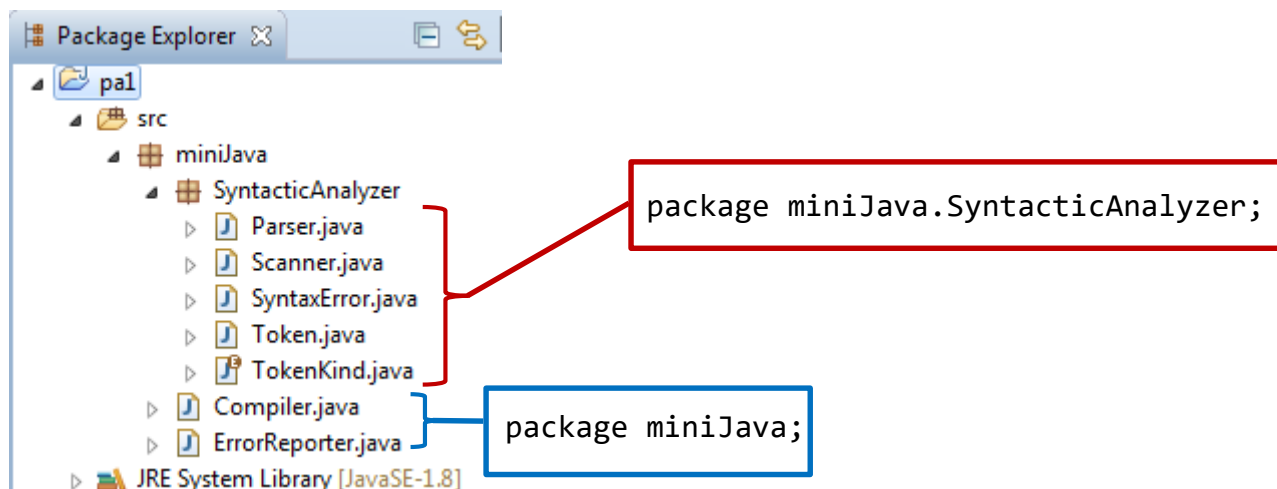 Package Explorer
pa1
src
miniJava
SyntacticAnalyzer
Parser.java
Scanner.java
SyntaxError.java
Token.java
TokenKind.java
Compiler.java
ErrorReporter.java
JRE System Library [JavaSE-1.8]
package miniJava.SyntacticAnalyzer;
package miniJava;